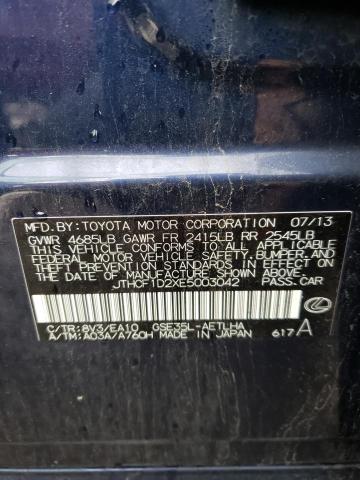 MFD. BY: TOYOTA MOTOR CORPORATION 07/13
GVWR 4685LB GAWR FR 2415LB RR 2545LB
THIS VEHICLE CONFORMS TO ALL APPLICABLE
FEDERAL MOTOR VEHICLE SAFETY, BUMPER, AND
THEFT PREVENTION STANDARDS IN EFFECT ON
THE DATE OF MANUFACTURE SHOWN ABOVE.
JTHCF1D2XE5003042 PASS.CAR
C/TR: 8V3/EA10 GSE35L-AETLHA
A/TM: A03A/A760H MADE IN JAPAN 617A